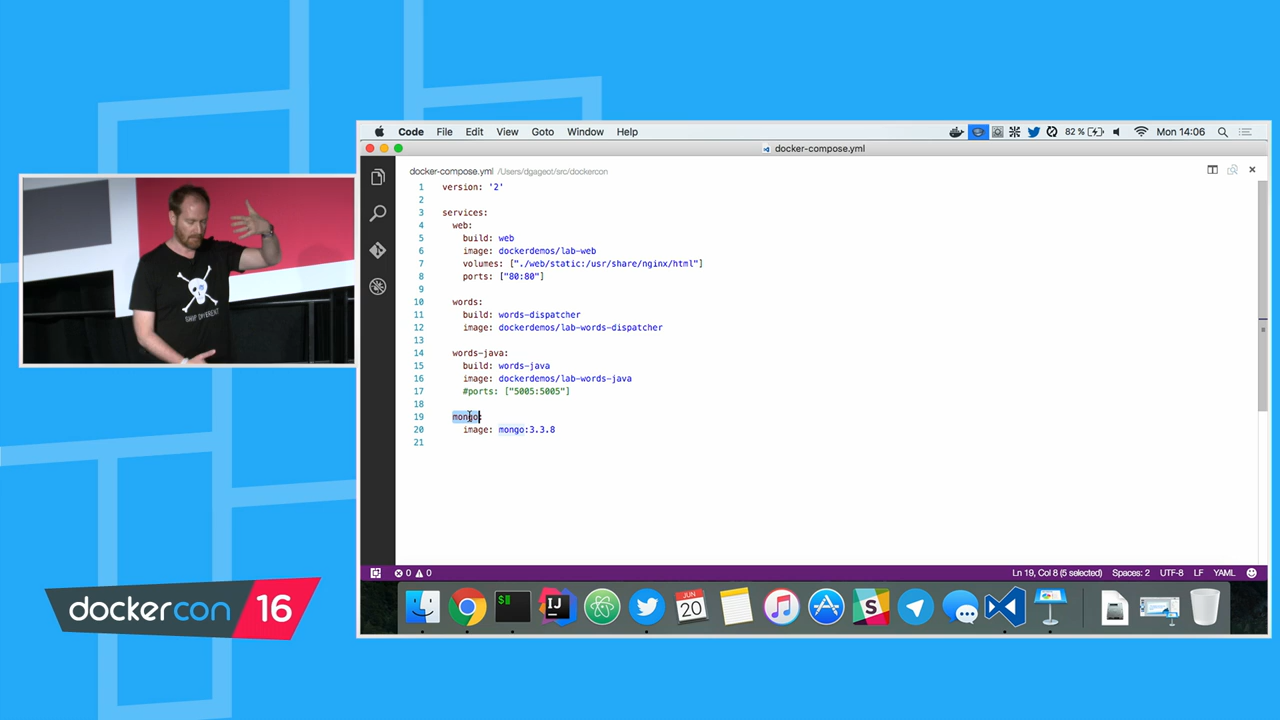 Code File Edit View Goto Window Help 82 % Mon 14:06
docker-compose.yml
docker-compose.yml /Users/dgageot/src/dockercon
1 version: '2'
2
3 services:
4 web:
5 build: web
6 image: dockerdemos/lab-web
7 volumes: ["./web/static:/usr/share/nginx/html"]
8 ports: ["80:80"]
9
10 words:
11 build: words-dispatcher
12 image: dockerdemos/lab-words-dispatcher
13
14 words-java:
15 build: words-java
16 image: dockerdemos/lab-words-java
17 #ports: ["5005:5005"]
18
19 mongo:
20 image: mongo:3.3.8
21
0 0 Ln 19, Col 8 (5 selected) Spaces: 2 UTF-8 LF YAML
$
IJ
JUN
20
SHIP DIFFERENT
dockercon 16